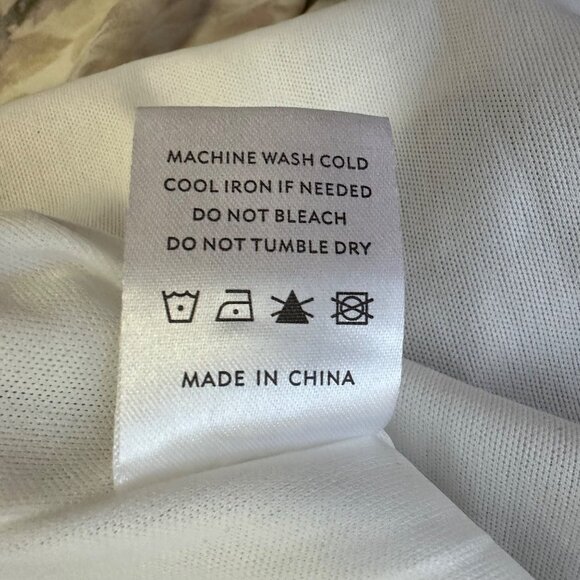 MACHINE WASH COLD
COOL IRON IF NEEDED
DO NOT BLEACH
DO NOT TUMBLE DRY
MADE IN CHINA